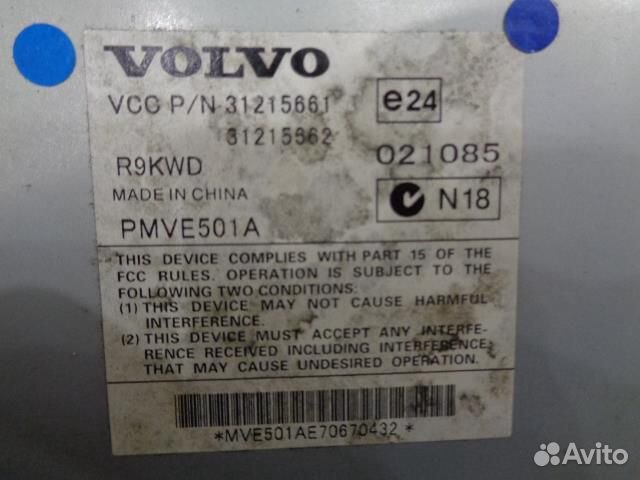 VOLVO
VCC P/N 31215661 e24
31215662
R9KWD 021085
MADE IN CHINA N18
PMVE501A
THIS DEVICE COMPLIES WITH PART 15 OF THE
FCC RULES. OPERATION IS SUBJECT TO THE
FOLLOWING TWO CONDITIONS:
(1) THIS DEVICE MAY NOT CAUSE HARMFUL
INTERFERENCE.
(2) THIS DEVICE MUST ACCEPT ANY INTERFE-
RENCE RECEIVED INCLUDING INTERFERENCE
THAT MAY CAUSE UNDESIRED OPERATION.
*MVE501AE70670432*
Avito